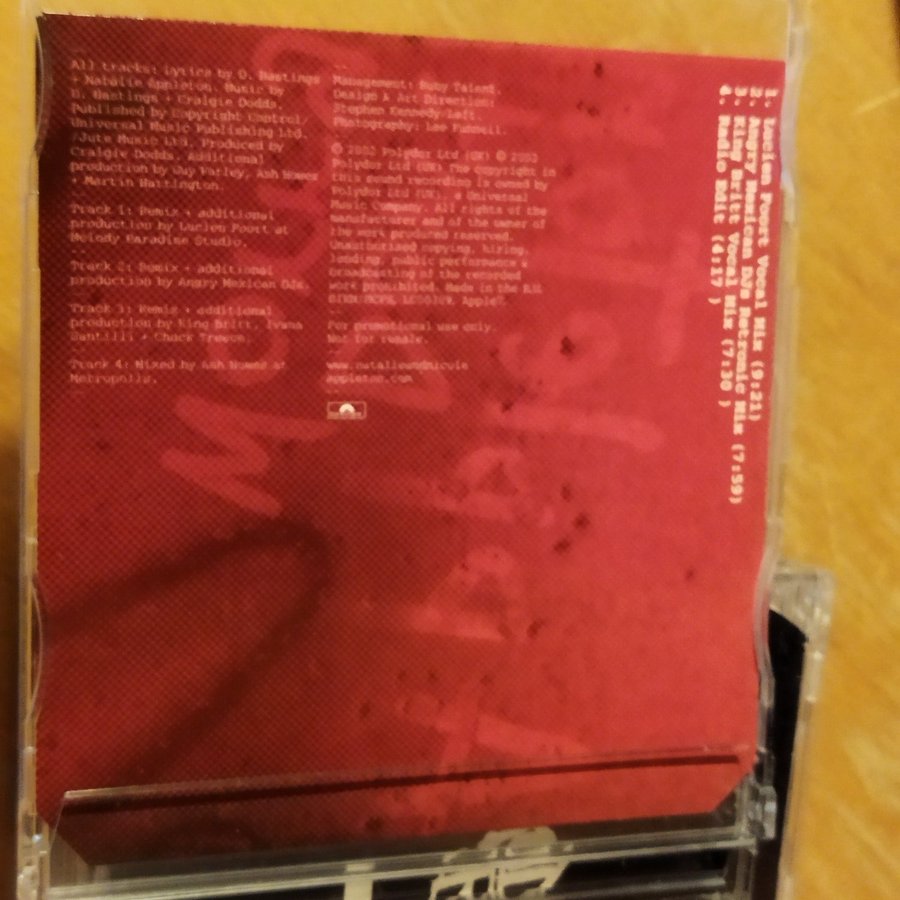 All tracks: Lyrics by D. Hastings
+ Natalie Appleton. Music by
D. Hastings + Craigie Dodds.
Published by Copyright Control/
Universal Music Publishing Ltd.
/Jute Music Ltd. Produced by
Craigie Dodds. Additional
production by Guy Farley, Ash Howes
+ Martin Harrington.
Track 1: Remix + additional
production by Lucien Foort at
Melody Paradise Studio.
Track 2: Remix + additional
production by Angry Mexican DJs.
Track 3: Remix + additional
production by King Britt, Ivana
Santilli + Chuck Treece.
Track 4: Mixed by Ash Howes at
Metropolis.
Management: Ruby Talent.
Design & Art Direction:
Stephen Kennedy-Taft.
Photography: Lee Funnell.
℗ 2002 Polydor Ltd (UK) © 2002
Polydor Ltd (UK) The copyright in
this sound recording is owned by
Polydor Ltd (UK), a Universal
Music Company. All rights of the
manufacturer and of the owner of
the work produced reserved.
Unauthorised copying, hiring,
lending, public performance +
broadcasting of the recorded
work prohibited. Made in the E.U.
For promotional use only.
Not for resale.
www.natalieandnicole
appleton.com
1. Lucien Foort Vocal Mix (9:21)
2. Angry Mexican DJs Retronic Mix (7:59)
3. King Britt Vocal Mix (7:30 )
4. Radio Edit (4:17 )